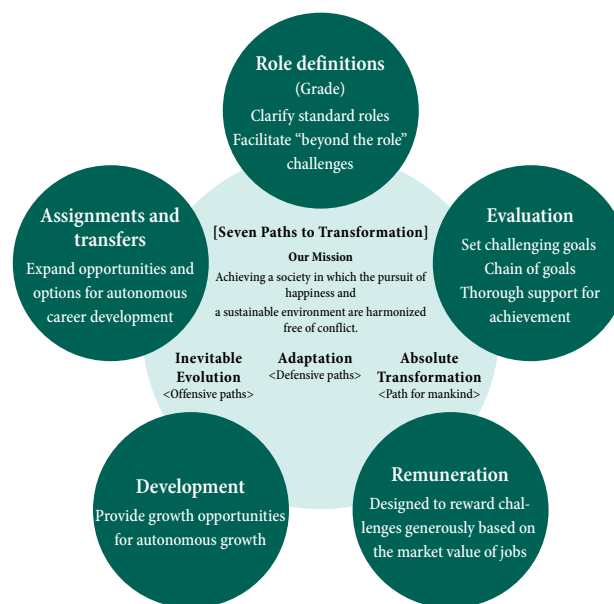 Role definitions
(Grade)
Clarify standard roles
Facilitate “beyond the role”
challenges
Assignments and
transfers
Expand opportunities and
options for autonomous
career development
[Seven Paths to Transformation]
Our Mission
Achieving a society in which the pursuit of
happiness and
a sustainable environment are harmonized
free of conflict.
Inevitable
Evolution
<Offensive paths>
Adaptation
<Defensive paths>
Absolute
Transformation
<Path for mankind>
Evaluation
Set challenging goals
Chain of goals
Thorough support for
achievement
Development
Provide growth opportunities
for autonomous growth
Remuneration
Designed to reward chal-
lenges generously based on
the market value of jobs